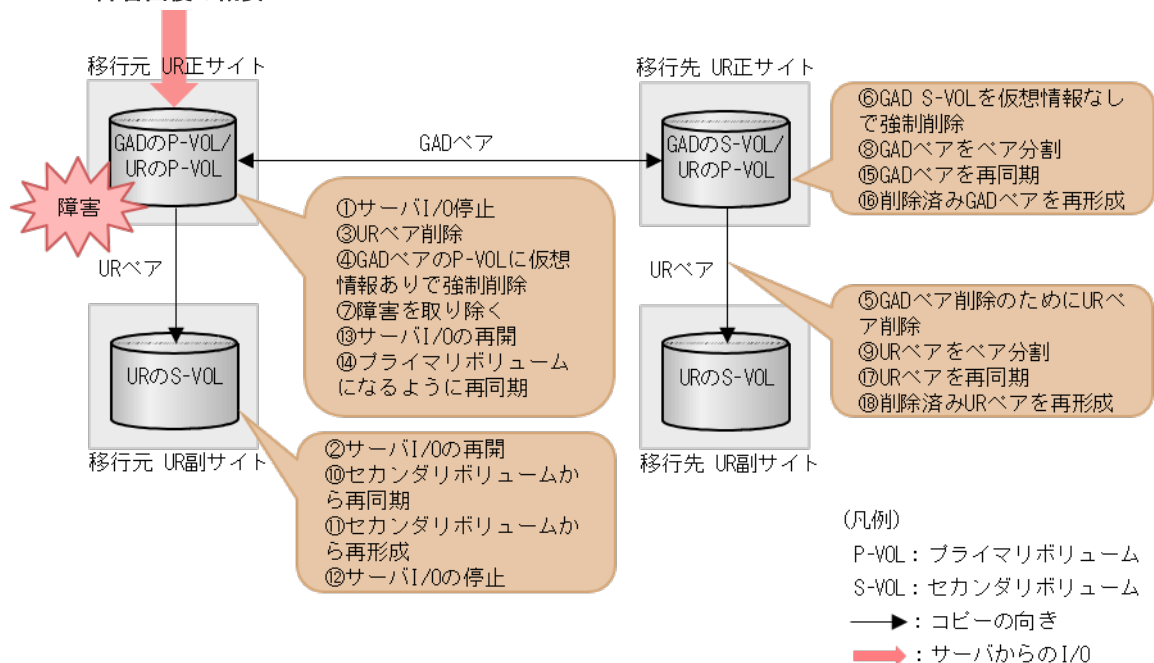 移行元 UR正サイト
移行先 UR正サイト
GADのP-VOL/
URのP-VOL
GADペア
GADのS-VOL/
URのP-VOL
障害
⑥GAD S-VOLを仮想情報なし
で強制削除
⑧GADペアをペア分割
⑮GADペアを再同期
⑯削除済みGADペアを再形成
①サーバI/O停止
③URペア削除
④GADペアのP-VOLに仮想
情報ありで強制削除
⑦障害を取り除く
⑬サーバI/Oの再開
⑭プライマリボリューム
になるように再同期
URペア
URペア
⑤GADペア削除のためにURペ
ア削除
⑨URペアをペア分割
⑰URペアを再同期
⑱削除済みURペアを再形成
URのS-VOL
URのS-VOL
移行元 UR副サイト
移行先 UR副サイト
②サーバI/Oの再開
⑩セカンダリボリュームか
ら再同期
⑪セカンダリボリュームか
ら再形成
⑫サーバI/Oの停止
(凡例)
P-VOL：プライマリボリューム
S-VOL：セカンダリボリューム
：コピーの向き
：サーバからのI/O